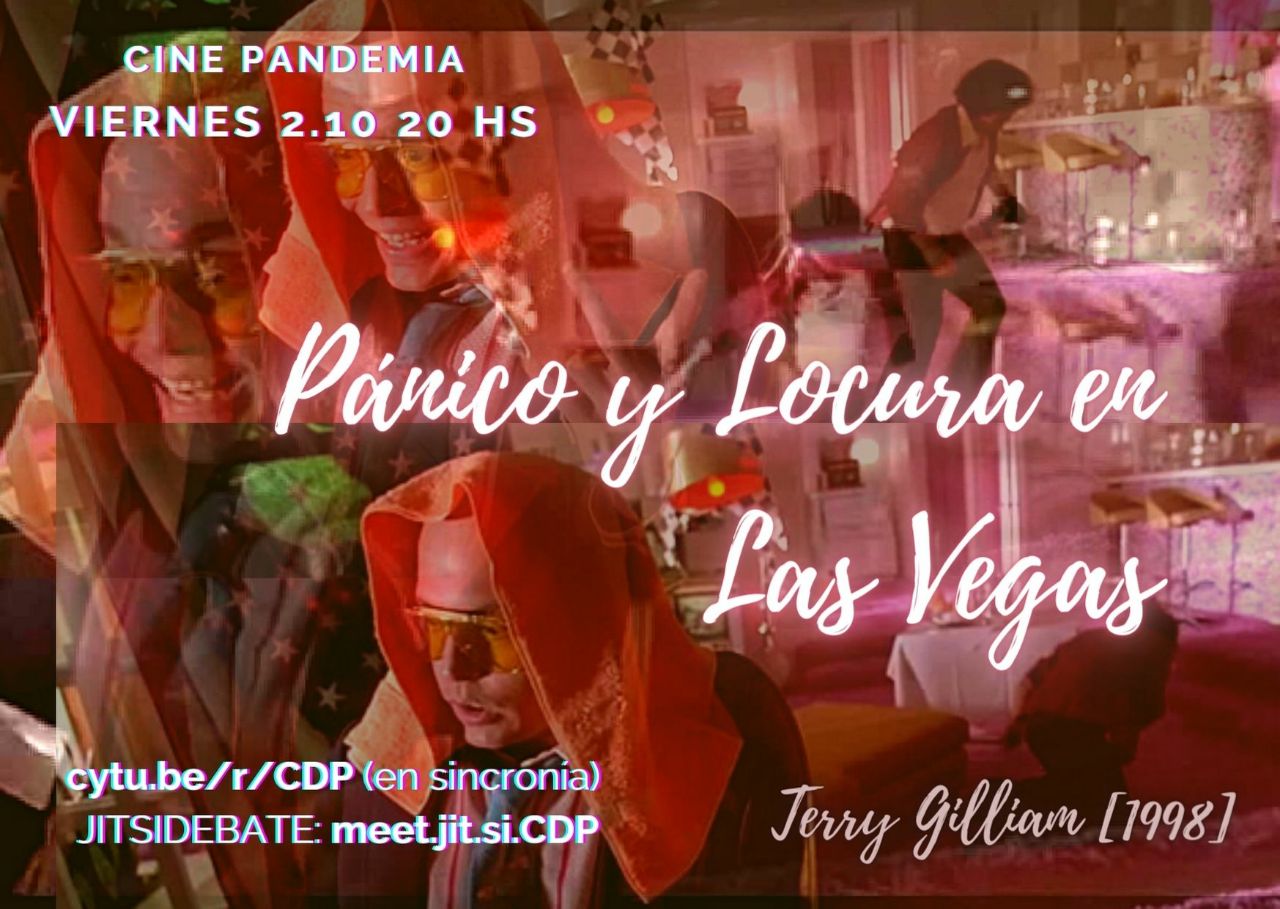 CINE PANDEMIA
VIERNES 2.10 20 HS
Pánico y Locura en
Las Vegas
cytu.be/r/CDP (en sincronía)
JITSIDEBATE: meet.jit.si.CDP
Terry Gilliam [1998]